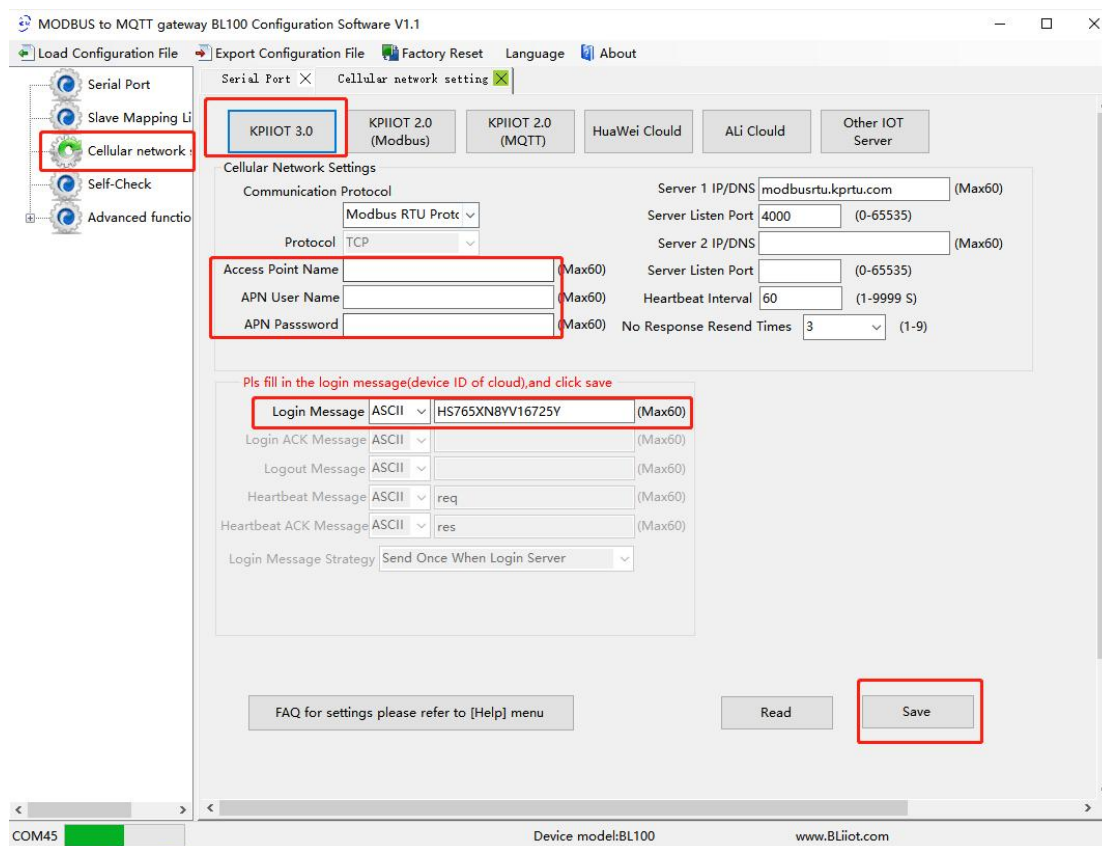 MODBUS to MQTT gateway BL100 Configuration Software V1.1
Load Configuration File Export Configuration File Factory Reset Language About
Serial Port
Slave Mapping Li
Cellular network s
Self-Check
Advanced functio
Serial Port Cellular network setting
KPIIOT 3.0
KPIIOT 2.0
(Modbus)
KPIIOT 2.0
(MQTT)
HuaWei Clould
ALi Clould
Other IOT
Server
Cellular Network Settings
Communication Protocol
Modbus RTU Protc
Protocol TCP
Access Point Name (Max60)
APN User Name (Max60)
APN Passsword (Max60)
Server 1 IP/DNS modbusrtu.kprtu.com (Max60)
Server Listen Port 4000 (0-65535)
Server 2 IP/DNS (Max60)
Server Listen Port (0-65535)
Heartbeat Interval 60 (1-9999 S)
No Response Resend Times 3 (1-9)
Pls fill in the login message(device ID of cloud),and click save
Login Message ASCII HS765XN8YV16725Y (Max60)
Login ACK Message ASCII (Max60)
Logout Message ASCII (Max60)
Heartbeat Message ASCII req (Max60)
Heartbeat ACK Message ASCII res (Max60)
Login Message Strategy Send Once When Login Server
FAQ for settings please refer to [Help] menu
Read
Save
COM45 Device model:BL100 www.BLiiot.com